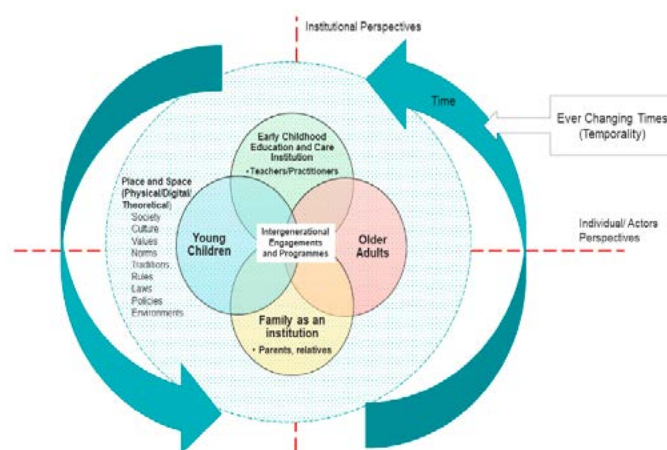 Institutional Perspectives
Time
Ever Changing Times
(Temporality)
Early Childhood
Education and Care
Institution
• Teachers/Practitioners
Place and Space
(Physical/Digital/
Theoretical)
Society
Culture
Values
Norms
Traditions
Rules
Laws
Policies
Environments
Young
Children
Intergenerational
Engagements
and Programmes
Older
Adults
Individual/ Actors
Perspectives
Family as an
institution
• Parents, relatives